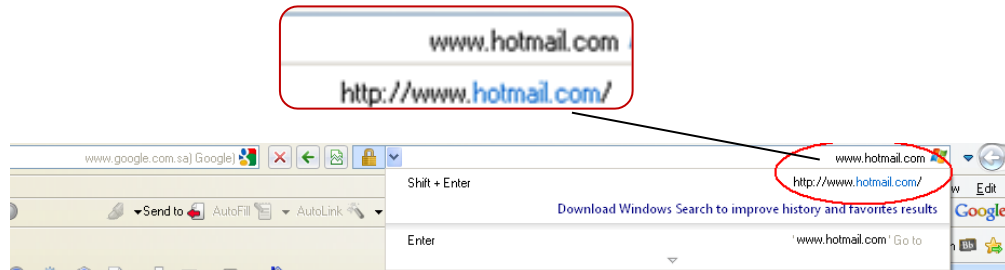 www.hotmail.com
http://www.hotmail.com/
www.google.com.sa) Google)
www.hotmail.com
Shift + Enter
http://www.hotmail.com/
Edit
Send to
AutoFill
AutoLink
Download Windows Search to improve history and favorites results
Google
Enter
'www.hotmail.com' Go to
Bb